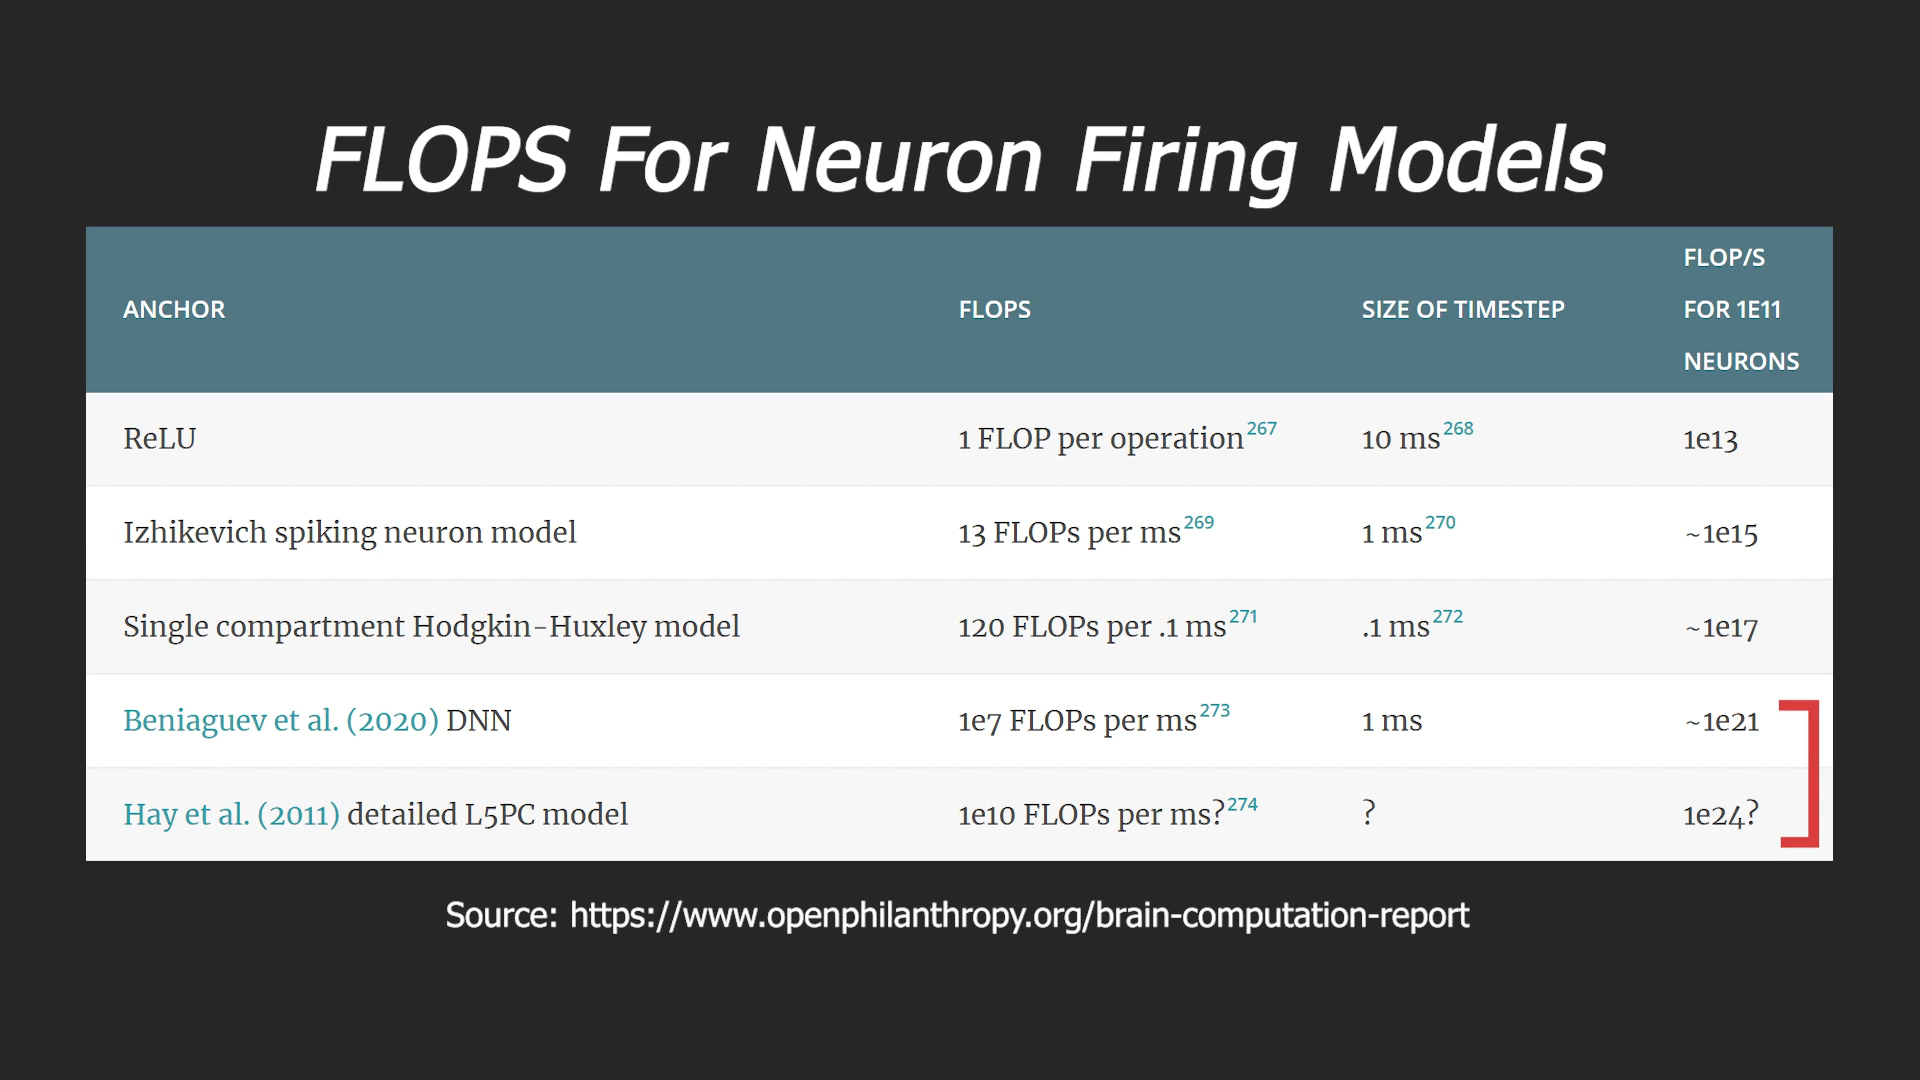 FLOPS For Neuron Firing Models
ANCHOR FLOPS SIZE OF TIMESTEP FLOP/S FOR 1E11 NEURONS
ReLU 1 FLOP per operation267 10 ms268 1e13
Izhikevich spiking neuron model 13 FLOPs per ms269 1 ms270 ~1e15
Single compartment Hodgkin-Huxley model 120 FLOPs per .1 ms271 .1 ms272 ~1e17
Beniaguev et al. (2020) DNN 1e7 FLOPs per ms273 1 ms ~1e21
Hay et al. (2011) detailed L5PC model 1e10 FLOPs per ms?274 ? 1e24?
Source: https://www.openphilanthropy.org/brain-computation-report